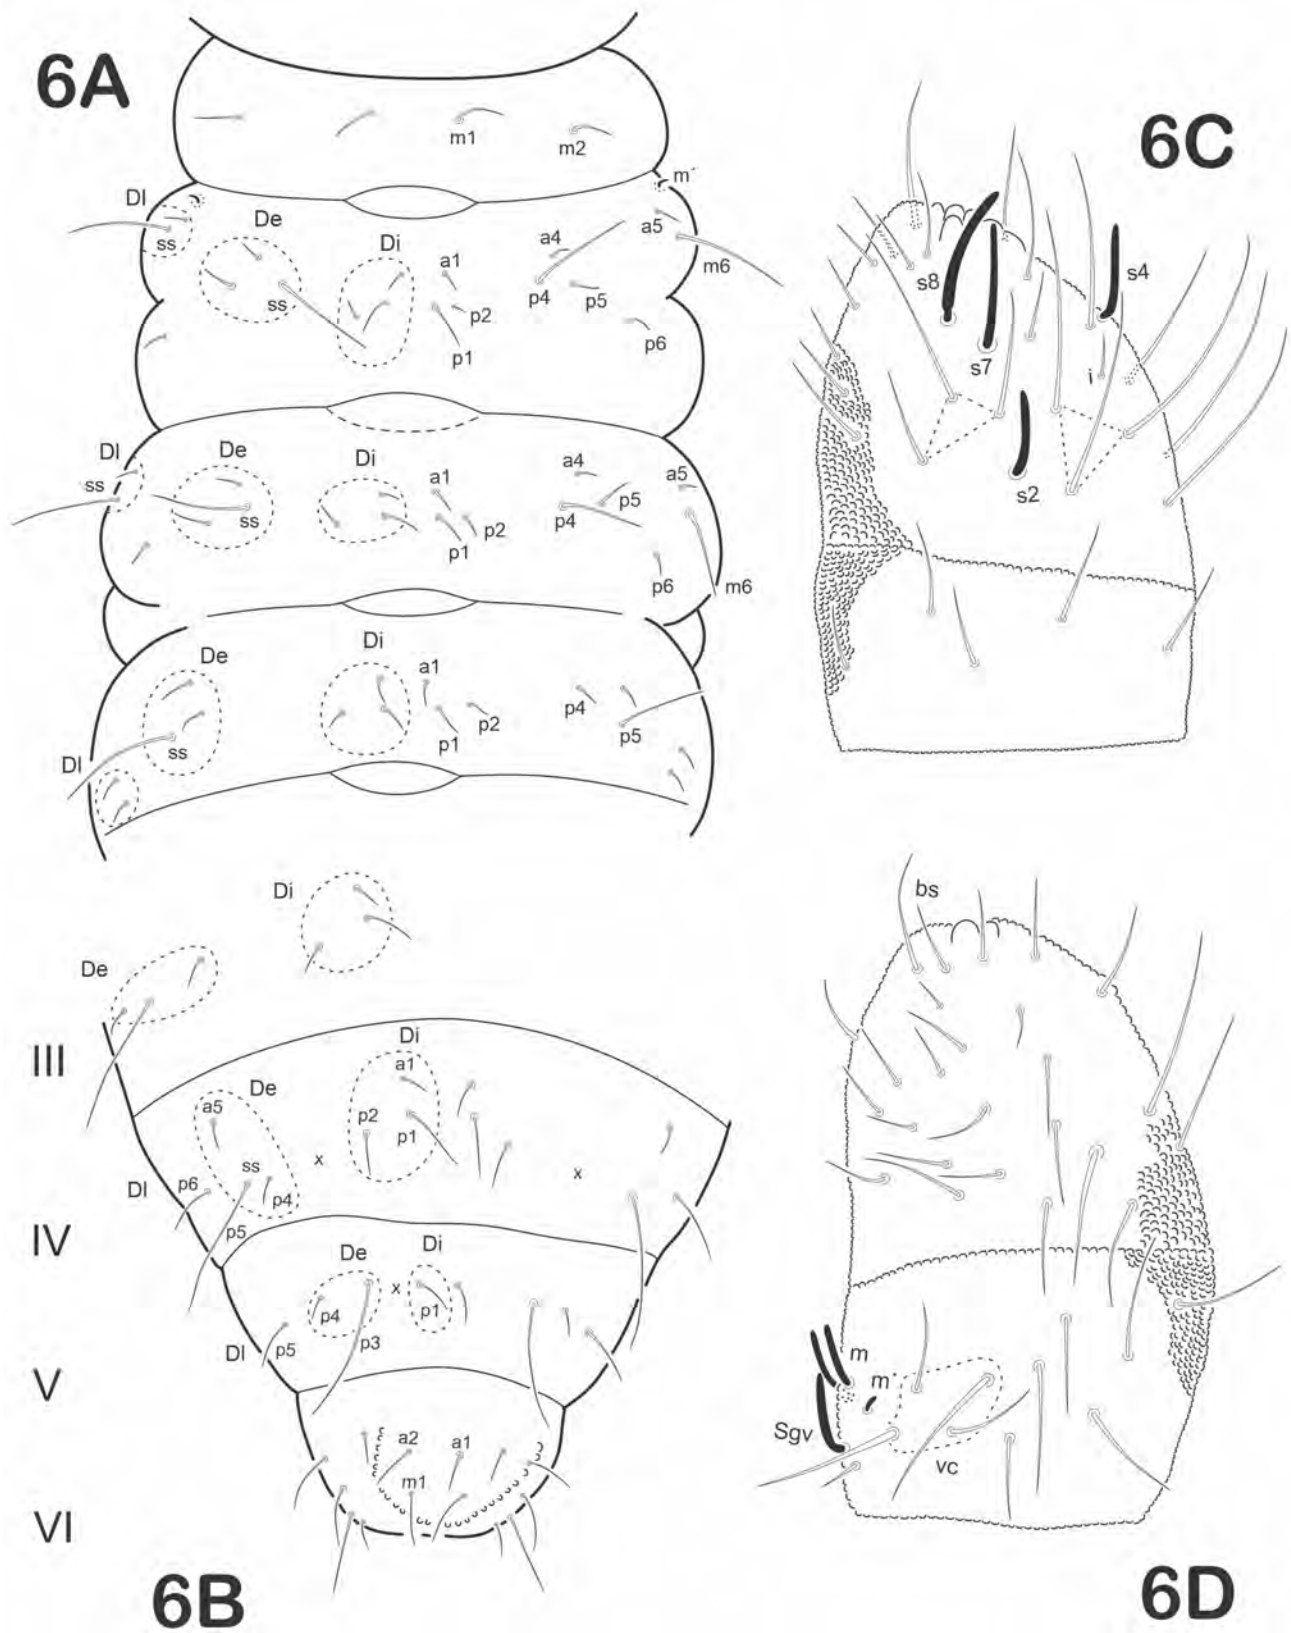 6A
m1
m2
Dl
ss
De
ss
Di
a1
p2
p1
a4
p4
p5
a5
m´
m6
p6
Dl
ss
De
ss
Di
a1
p2
p1
a4
p4
p5
a5
p6
m6
De
ss
Dl
Di
a1
p1
p2
p4
p5
6C
s8
s7
s4
i
s2
Di
De
III
Di
a1
p2
p1
De
a5
x
ss
p4
x
Dl
p6
p5
IV
De
Di
x
p4
p1
p3
Dl
p5
V
a2
a1
m1
VI
6B
bs
m
m´
Sgv
vc
6D